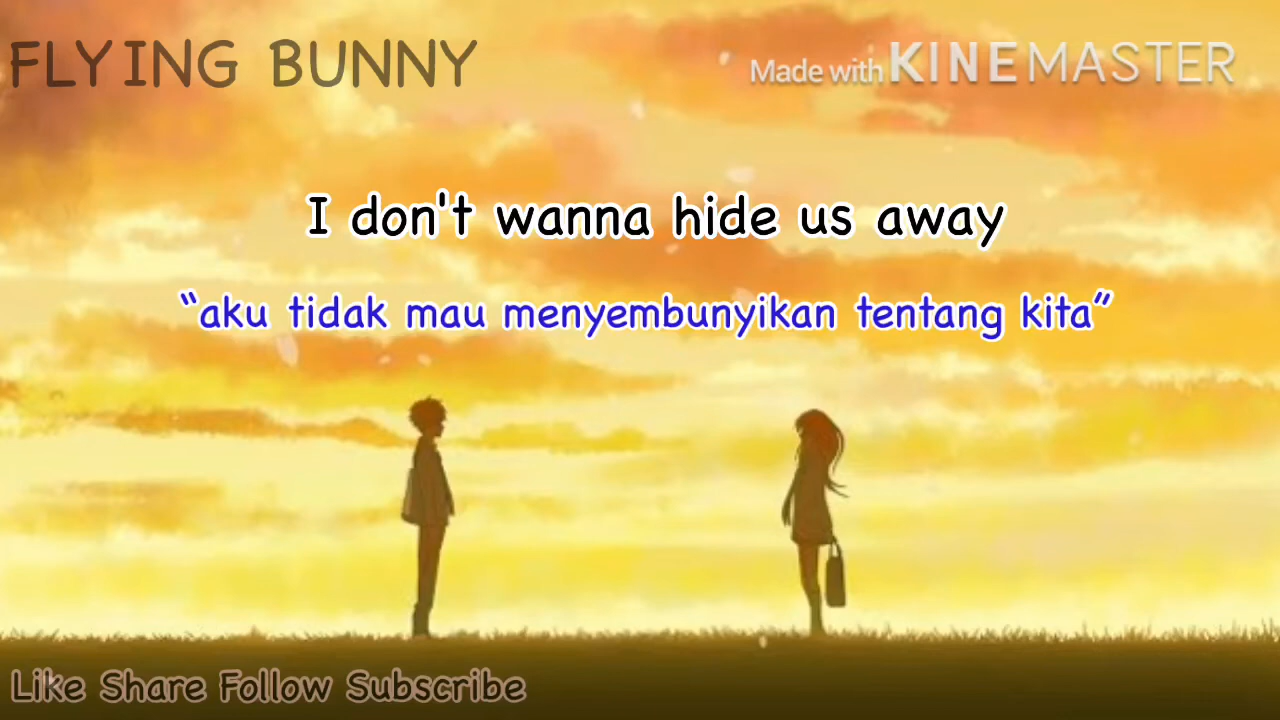 FLYING BUNNY
Made with KINEMASTER
I don't wanna hide us away
“aku tidak mau menyembunyikan tentang kita”
Like Share Follow Subscribe